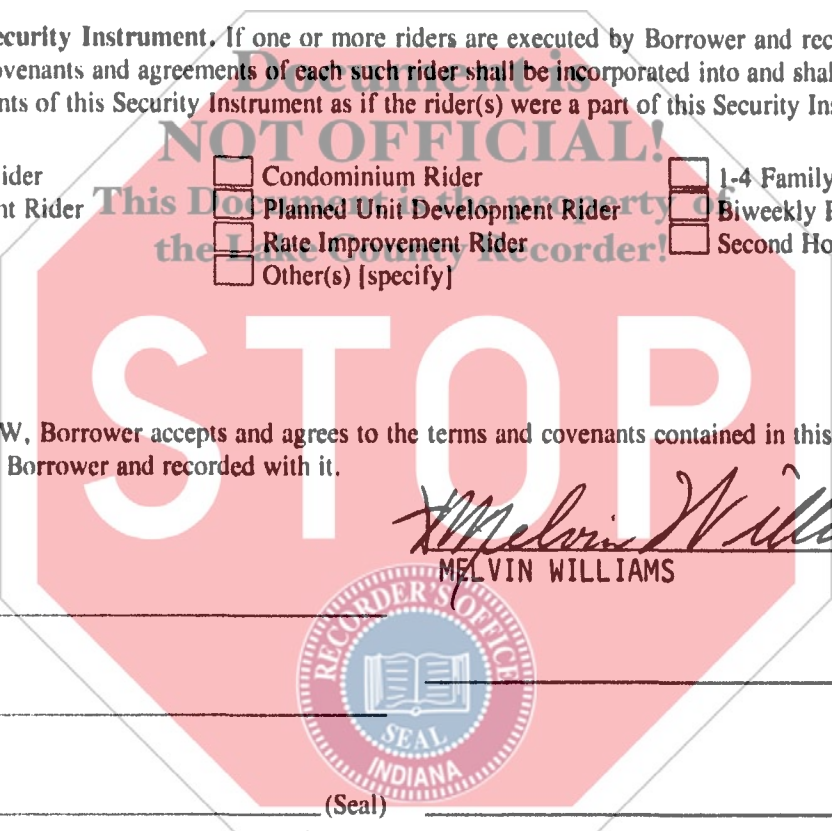 ecurity Instrument. If one or more riders are executed by Borrower and rec
ovenants and agreements of each such rider shall be incorporated into and shal
nts of this Security Instrument as if the rider(s) were a part of this Security Ins
Document is
NOT OFFICIAL!
This Document is the property of
the Lake County Recorder!
ider
Condominium Rider
1-4 Family
nt Rider
Planned Unit Development Rider
Biweekly P
Rate Improvement Rider
Second Ho
Other(s) [specify]
STOP
W, Borrower accepts and agrees to the terms and covenants contained in this
Borrower and recorded with it.
Melvin Willi
MELVIN WILLIAMS
RECORDER'S OFFICE
SEAL
INDIANA
(Seal)